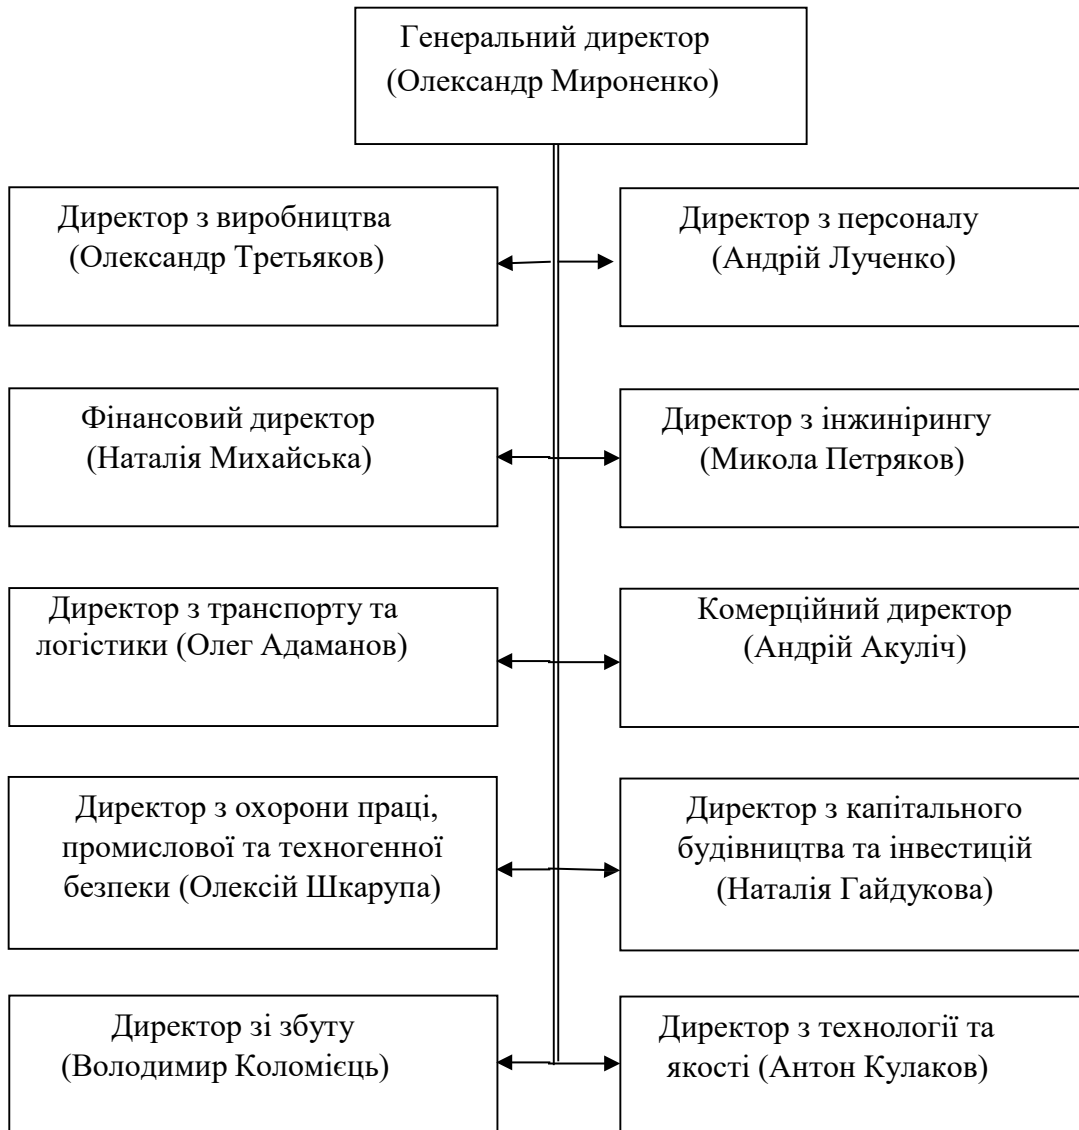 Генеральний директор
(Олександр Мироненко)
Директор з виробництва
(Олександр Третьяков)
Директор з персоналу
(Андрій Лученко)
Фінансовий директор
(Наталія Михайська)
Директор з інжинірингу
(Микола Петряков)
Директор з транспорту та
логістики (Олег Адаманов)
Комерційний директор
(Андрій Акуліч)
Директор з охорони праці,
промислової та техногенної
безпеки (Олексій Шкарупа)
Директор з капітального
будівництва та інвестицій
(Наталія Гайдукова)
Директор зі збуту
(Володимир Коломієць)
Директор з технології та
якості (Антон Кулаков)